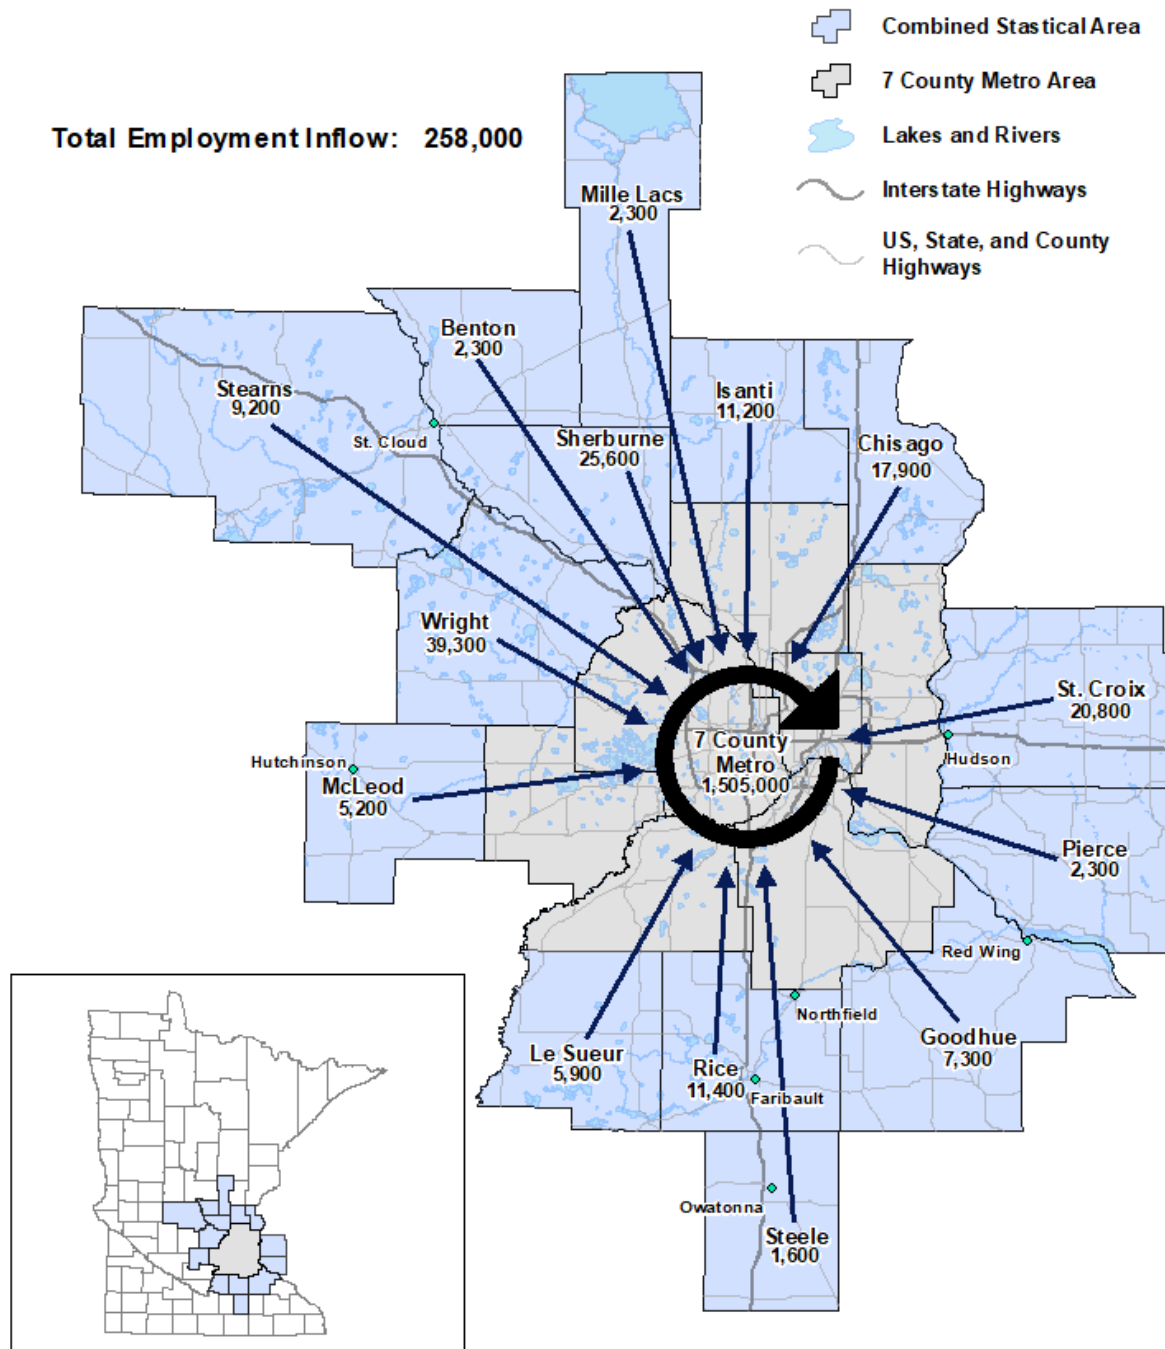 Combined Stastical Area
7 County Metro Area
Lakes and Rivers
Interstate Highways
US, State, and County
Highways
Total Employment Inflow: 258,000
Mille Lacs
2,300
Benton
2,300
Stearns
9,200
St. Cloud
Sherburne
25,600
Isanti
11,200
Chisago
17,900
Wright
39,300
St. Croix
20,800
Hudson
7 County
Metro
1,505,000
Hutchinson
McLeod
5,200
Pierce
2,300
Red Wing
Northfield
Goodhue
7,300
Le Sueur
5,900
Rice
11,400
Faribault
Owatonna
Steele
1,600